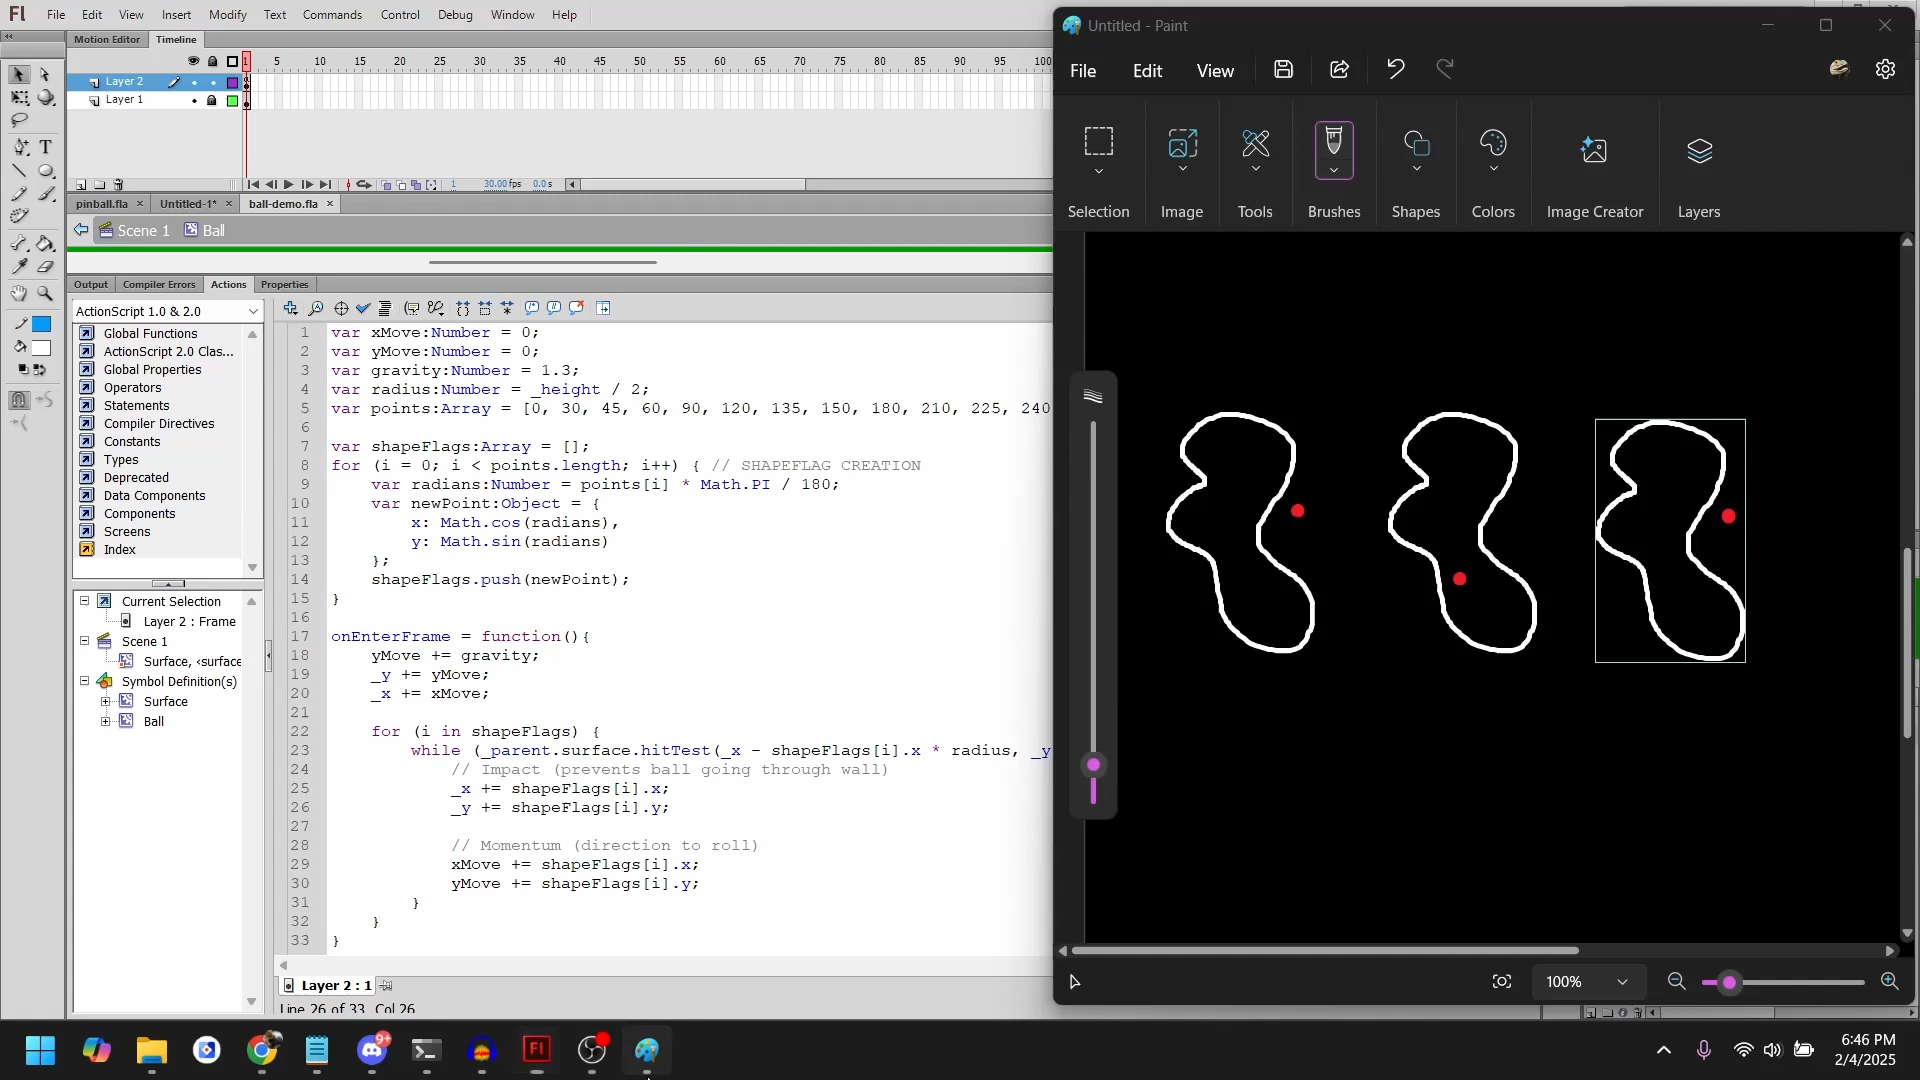 Fl File Edit View Insert Modify Text Commands Control Debug Window Help
Motion Editor Timeline
1 5 10 15 20 25 30 35 40 45 50 55 60 65 70 75 80 85 90 95 100
Layer 2
Layer 1
1 30.00fps 0.0s
pinball.fla × Untitled-1* × ball-demo.fla ×
Scene 1 Ball
Output Compiler Errors Actions Properties
ActionScript 1.0 & 2.0
Global Functions
ActionScript 2.0 Clas...
Global Properties
Operators
Statements
Compiler Directives
Constants
Types
Deprecated
Data Components
Components
Screens
Index
Current Selection
Layer 2 : Frame
Scene 1
Surface, <surface
Symbol Definition(s)
Surface
Ball
1 var xMove:Number = 0;
2 var yMove:Number = 0;
3 var gravity:Number = 1.3;
4 var radius:Number = _height / 2;
5 var points:Array = [0, 30, 45, 60, 90, 120, 135, 150, 180, 210, 225, 240
6
7 var shapeFlags:Array = [];
8 for (i = 0; i < points.length; i++) { // SHAPEFLAG CREATION
9 var radians:Number = points[i] * Math.PI / 180;
10 var newPoint:Object = {
11 x: Math.cos(radians),
12 y: Math.sin(radians)
13 };
14 shapeFlags.push(newPoint);
15 }
16
17 onEnterFrame = function(){
18 yMove += gravity;
19 _y += yMove;
20 _x += xMove;
21
22 for (i in shapeFlags) {
23 while (_parent.surface.hitTest(_x - shapeFlags[i].x * radius, _y
24 // Impact (prevents ball going through wall)
25 _x += shapeFlags[i].x;
26 _y += shapeFlags[i].y;
27
28 // Momentum (direction to roll)
29 xMove += shapeFlags[i].x;
30 yMove += shapeFlags[i].y;
31 }
32 }
33 }
Layer 2 : 1
Line 26 of 33, Col 26
Untitled - Paint
File Edit View
Selection Image Tools Brushes Shapes Colors Image Creator Layers
100%
9+
Fl
6:46 PM
2/4/2025